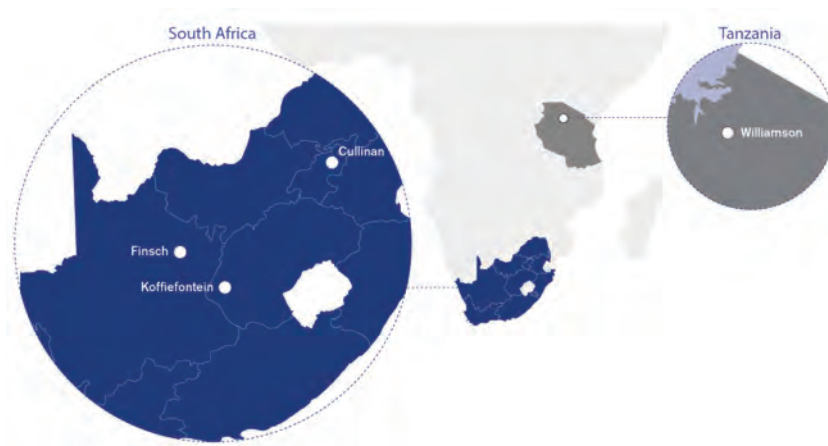 South Africa
Tanzania
Cullinan
Williamson
Finsch
Koffiefontein